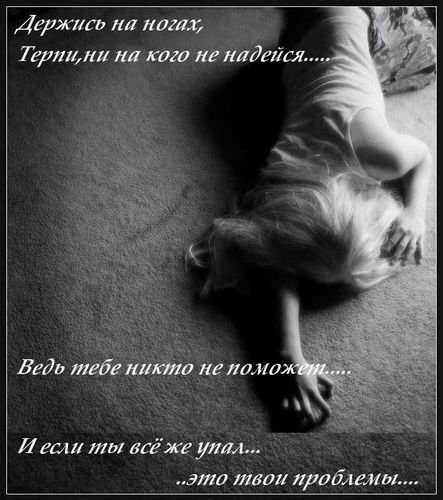 Держись на ногах,
Терпи,ни на кого не надейся.....
Ведь тебе никто не поможет.....
И если ты всё же упал...
..это твои проблемы....